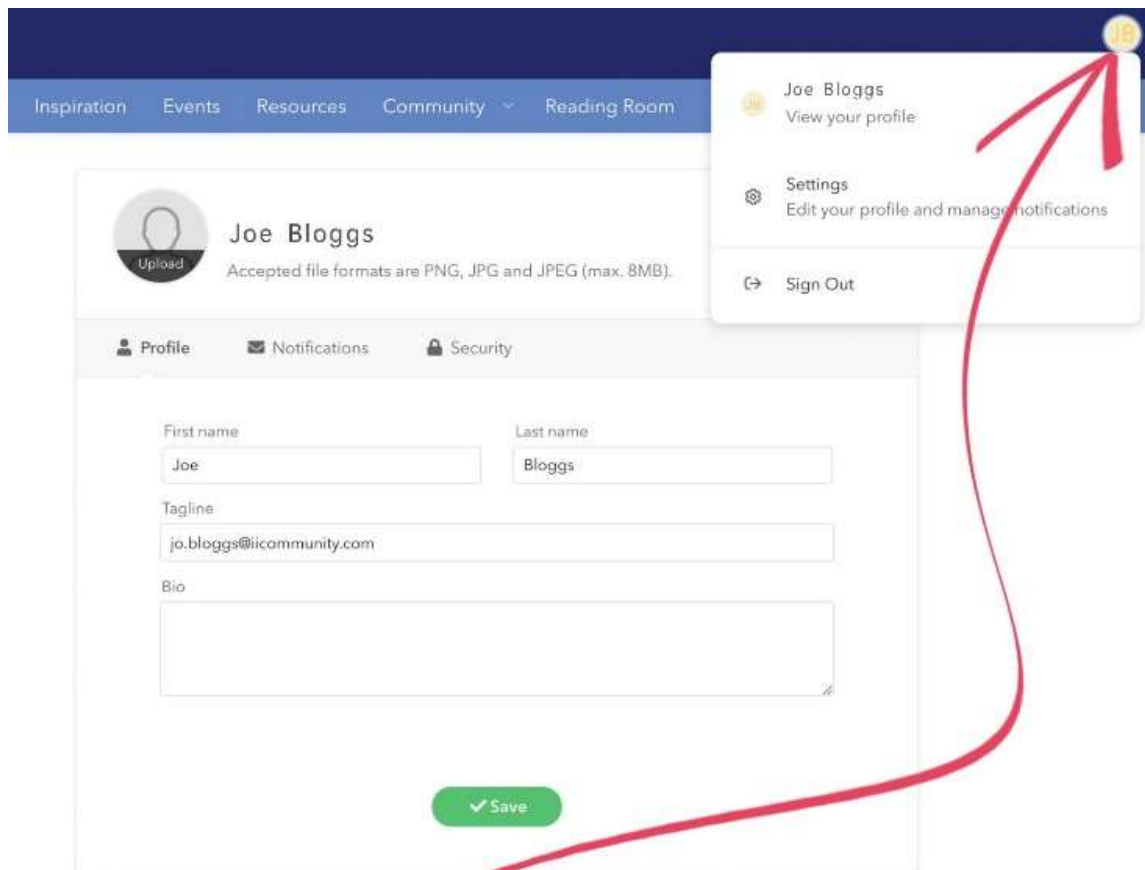 JB
Inspiration Events Resources Community Reading Room
JB Joe Bloggs
View your profile
Settings
Edit your profile and manage notifications
Sign Out
Joe Bloggs
Upload
Accepted file formats are PNG, JPG and JPEG (max. 8MB).
Profile Notifications Security
First name Last name
Joe Bloggs
Tagline
jo.bloggs@iicommunity.com
Bio
Save